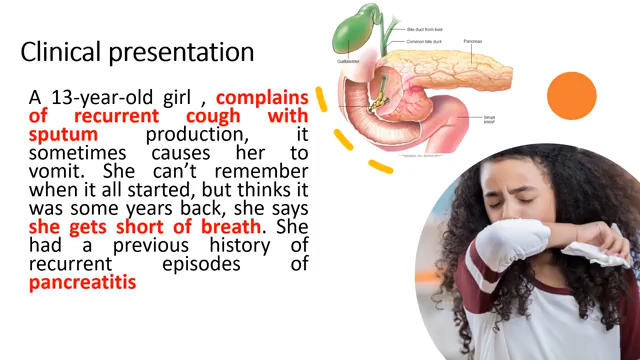 Clinical presentation
A 13-year-old girl , complains
of recurrent cough with
sputum production, it
sometimes causes her to
vomit. She can't remember
when it all started, but thinks it
was some years back, she says
she gets short of breath. She
had a previous history of
recurrent episodes of
pancreatitis
Bile duct from liver
Common bile duct
Pancreas
Gallbladder
Small
bowel